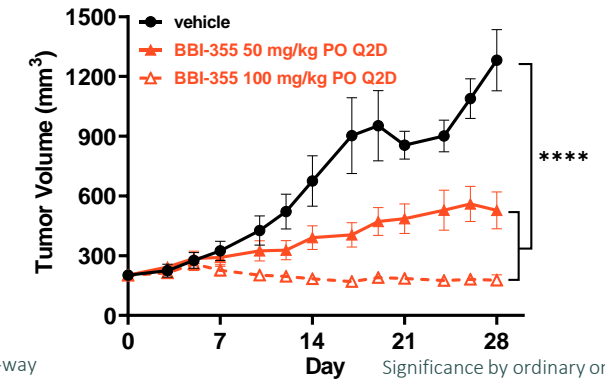 1500
1200
900
600
300
0
Tumor Volume (mm³)
vehicle
BBI-355 50 mg/kg PO Q2D
BBI-355 100 mg/kg PO Q2D
****
0 7 14 21 28
Day
-way
Significance by ordinary or